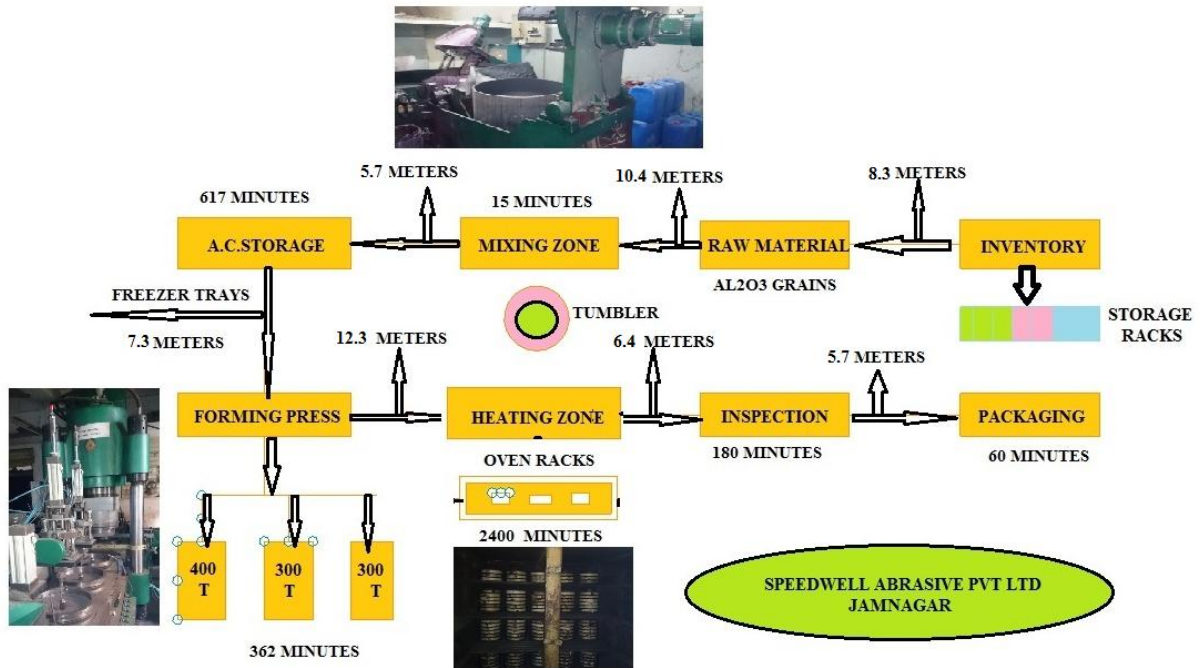 5.7 METERS
10.4 METERS
8.3 METERS
617 MINUTES
15 MINUTES
A.C.STORAGE
MIXING ZONE
RAW MATERIAL
INVENTORY
AL2O3 GRAINS
FREEZER TRAYS
7.3 METERS
TUMBLER
STORAGE
RACKS
12.3 METERS
6.4 METERS
5.7 METERS
FORMING PRESS
HEATING ZONE
INSPECTION
PACKAGING
OVEN RACKS
180 MINUTES
60 MINUTES
2400 MINUTES
400
T
300
T
300
T
362 MINUTES
SPEEDWELL ABRASIVE PVT LTD
JAMNAGAR